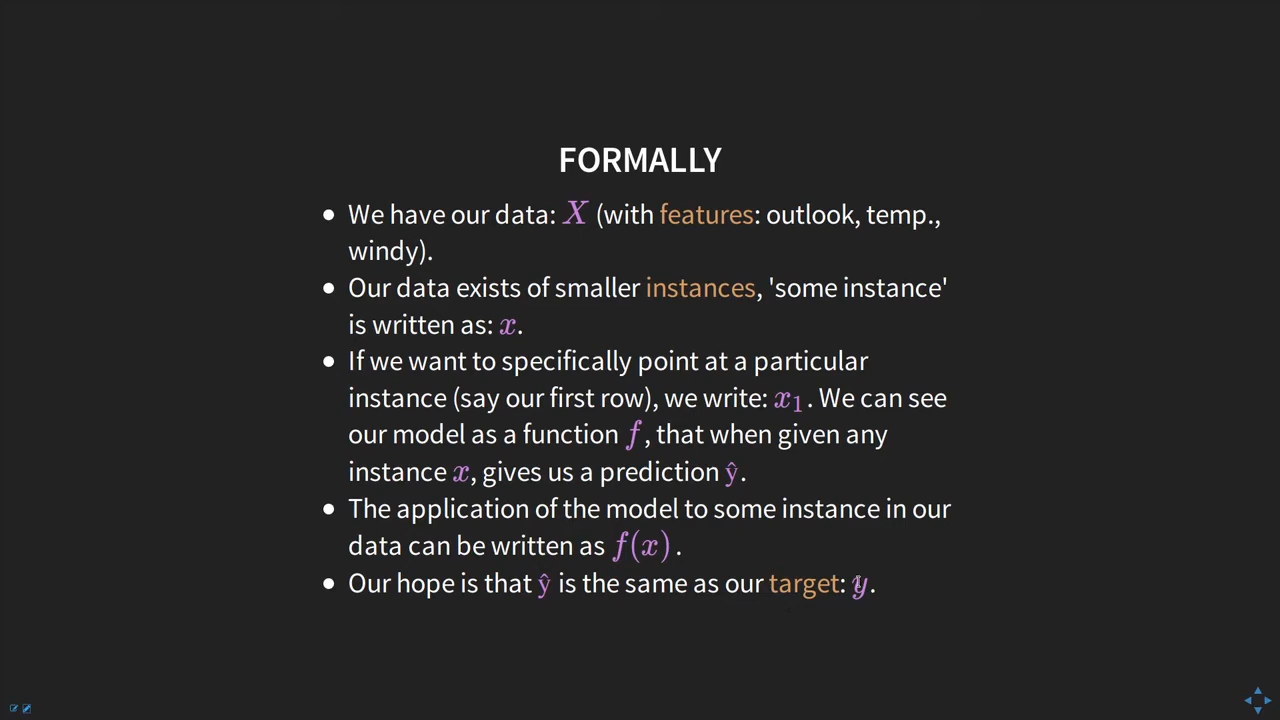 FORMALLY
• We have our data: X (with features: outlook, temp.,
windy).
• Our data exists of smaller instances, 'some instance'
is written as: x.
• If we want to specifically point at a particular
instance (say our first row), we write: x₁. We can see
our model as a function f, that when given any
instance x, gives us a prediction ŷ.
• The application of the model to some instance in our
data can be written as f(x).
• Our hope is that ŷ is the same as our target: y.